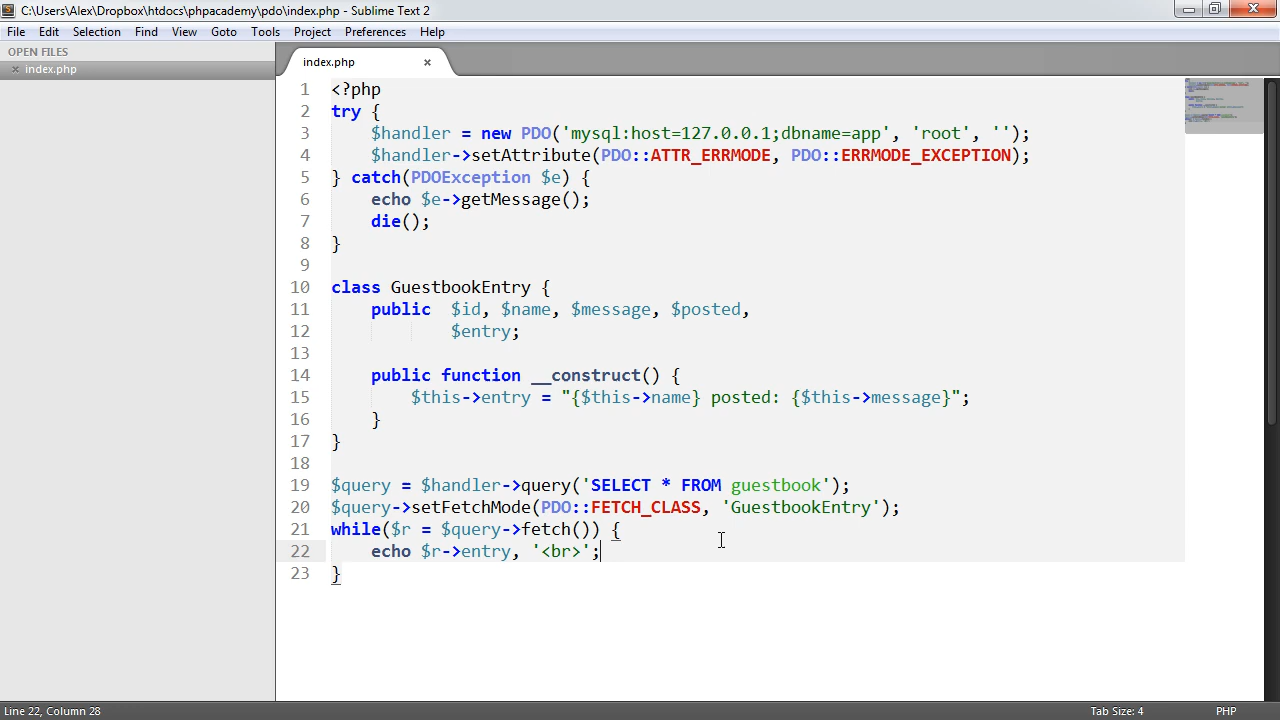 C:\Users\Alex\Dropbox\htdocs\phpacademy\pdo\index.php - Sublime Text 2
File Edit Selection Find View Goto Tools Project Preferences Help
OPEN FILES
index.php
index.php
1 <?php
2 try {
3     $handler = new PDO('mysql:host=127.0.0.1;dbname=app', 'root', '');
4     $handler->setAttribute(PDO::ATTR_ERRMODE, PDO::ERRMODE_EXCEPTION);
5 } catch(PDOException $e) {
6     echo $e->getMessage();
7     die();
8 }
9
10 class GuestbookEntry {
11     public  $id, $name, $message, $posted,
12             $entry;
13
14     public function __construct() {
15         $this->entry = "{$this->name} posted: {$this->message}";
16     }
17 }
18
19 $query = $handler->query('SELECT * FROM guestbook');
20 $query->setFetchMode(PDO::FETCH_CLASS, 'GuestbookEntry');
21 while($r = $query->fetch()) {
22     echo $r->entry, '<br>';
23 }
Line 22, Column 28
Tab Size: 4
PHP